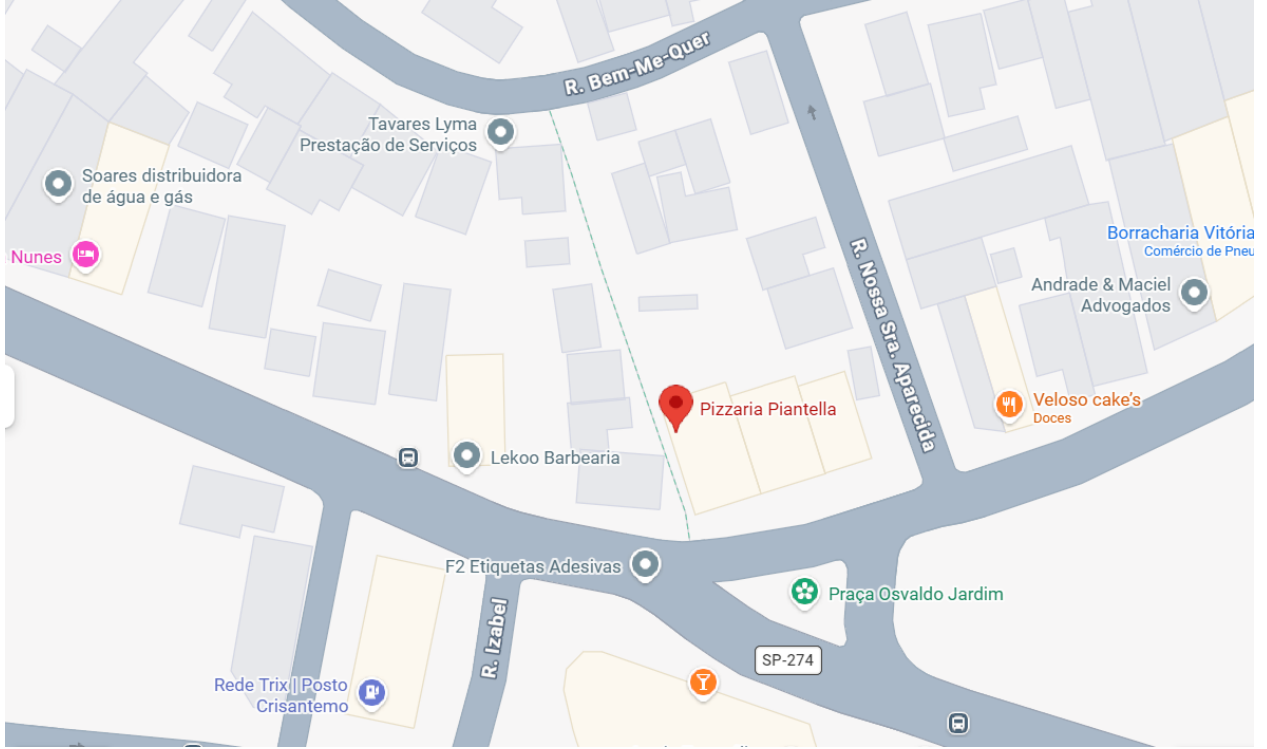 R. Bem-Me-Quer
Tavares Lyma
Prestação de Serviços
Soares distribuidora
de água e gás
Nunes
R. Nossa Sra. Aparecida
Borracharia Vitória
Comércio de Pneu
Andrade & Maciel
Advogados
Veloso cake's
Doces
Pizzaria Piantella
Lekoo Barbearia
F2 Etiquetas Adesivas
Praça Osvaldo Jardim
R. Izabel
SP-274
Rede Trix | Posto
Crisantemo